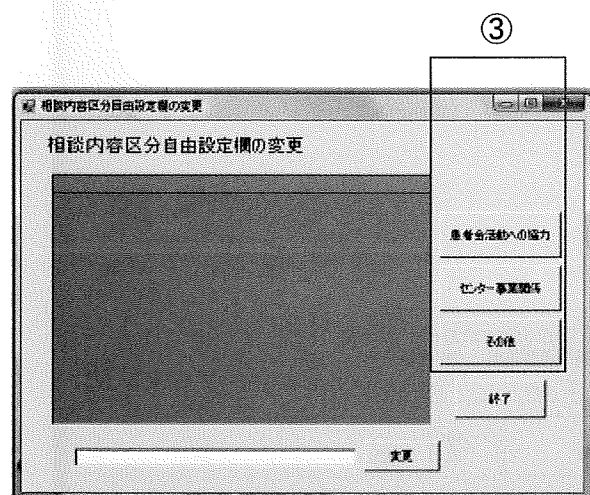 ③
相談内容区分自由設定欄の変更
相談内容区分自由設定欄の変更
患者会活動への協力
センター事業関係
その他
終了
変更